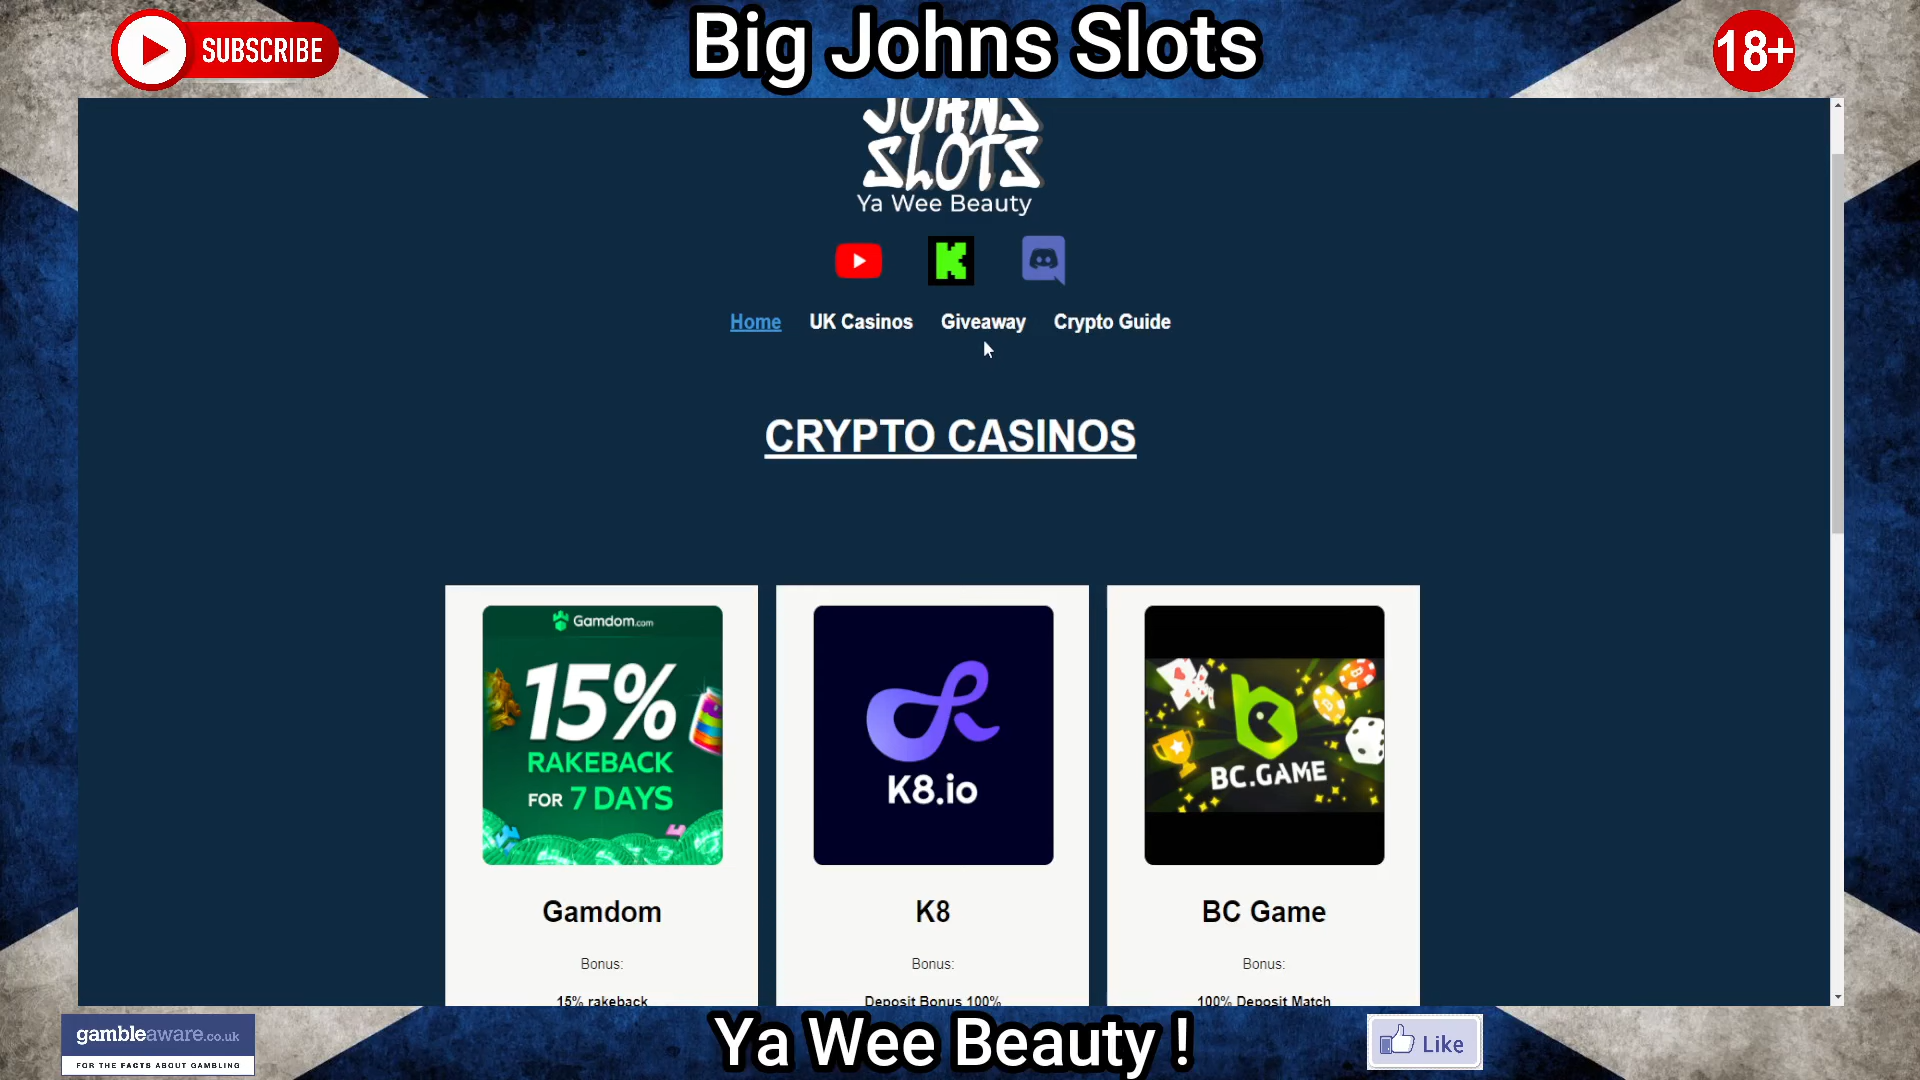 SUBSCRIBE
Big Johns Slots
18+
JOHNS
SLOTS
Ya Wee Beauty
Home
UK Casinos
Giveaway
Crypto Guide
CRYPTO CASINOS
Gamdom.com
15%
RAKEBACK
FOR 7 DAYS
Gamdom
Bonus:
15% rakeback
K8.io
K8
Bonus:
Deposit Bonus 100%
BC.GAME
BC Game
Bonus:
100% Deposit Match
gambleaware.co.uk
FOR THE FACTS ABOUT GAMBLING
Ya Wee Beauty !
Like